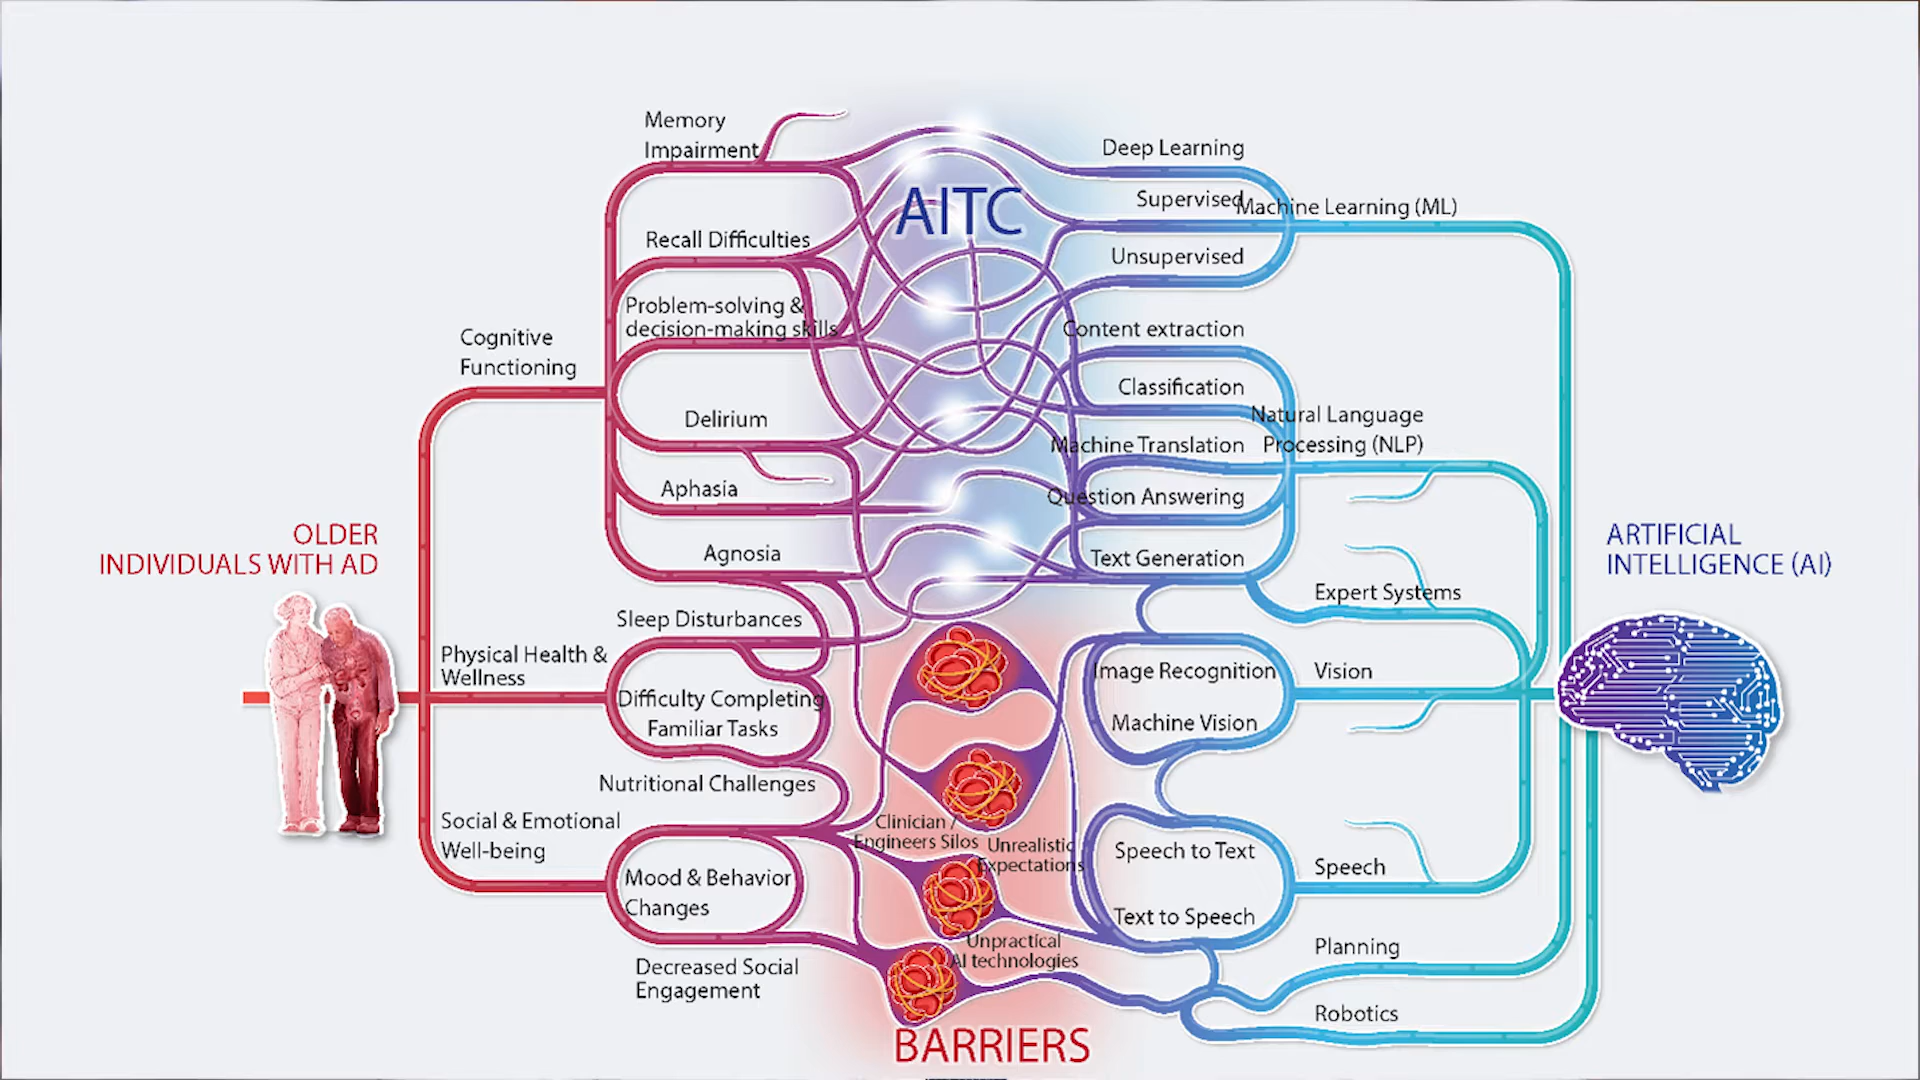 Memory
Impairment
Recall Difficulties
Problem-solving &
decision-making skills
Cognitive
Functioning
Delirium
Aphasia
Agnosia
OLDER
INDIVIDUALS WITH AD
Sleep Disturbances
Physical Health &
Wellness
Difficulty Completing
Familiar Tasks
Nutritional Challenges
Social & Emotional
Well-being
Mood & Behavior
Changes
Decreased Social
Engagement
AITC
Clinician /
Engineers Silos
Unrealistic
Expectations
Unpractical
AI technologies
BARRIERS
Deep Learning
Supervised
Machine Learning (ML)
Unsupervised
Content extraction
Classification
Natural Language
Processing (NLP)
Machine Translation
Question Answering
Text Generation
Expert Systems
Image Recognition
Vision
Machine Vision
Speech to Text
Speech
Text to Speech
Planning
Robotics
ARTIFICIAL
INTELLIGENCE (AI)